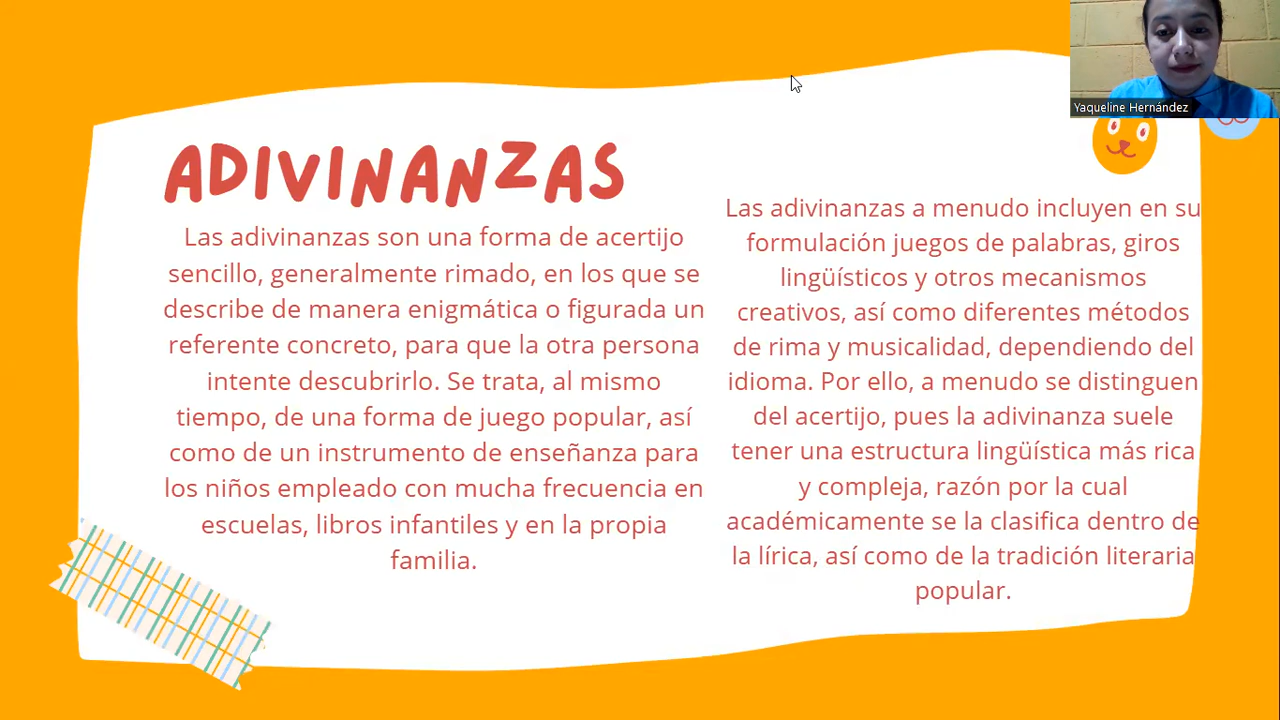 Yaqueline Hernández
ADIVINANZAS
Las adivinanzas son una forma de acertijo
sencillo, generalmente rimado, en los que se
describe de manera enigmática o figurada un
referente concreto, para que la otra persona
intente descubrirlo. Se trata, al mismo
tiempo, de una forma de juego popular, así
como de un instrumento de enseñanza para
los niños empleado con mucha frecuencia en
escuelas, libros infantiles y en la propia
familia.
Las adivinanzas a menudo incluyen en su
formulación juegos de palabras, giros
lingüísticos y otros mecanismos
creativos, así como diferentes métodos
de rima y musicalidad, dependiendo del
idioma. Por ello, a menudo se distinguen
del acertijo, pues la adivinanza suele
tener una estructura lingüística más rica
y compleja, razón por la cual
académicamente se la clasifica dentro de
la lírica, así como de la tradición literaria
popular.